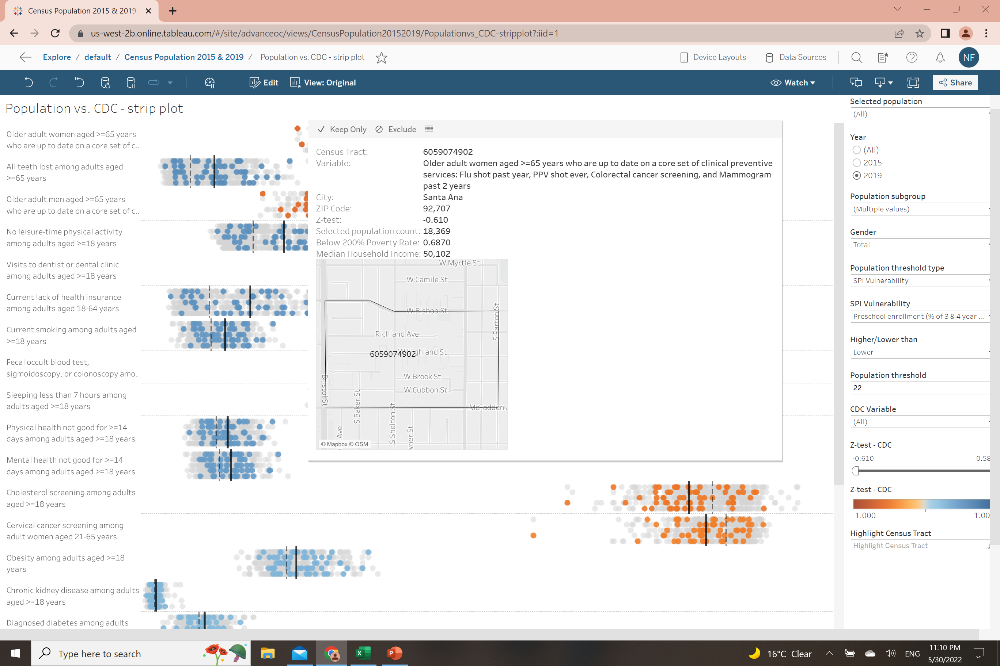 Census Population 2015 & 2019:
us-west-2b.online.tableau.com/#/site/advanceoc/views/CensusPopulation20152019/Populationvs_CDC-stripplot?:iid=1
Explore / default / Census Population 2015 & 2019 / Population vs. CDC - strip plot
Device Layouts
Data Sources
NF
Edit
View: Original
Watch
Share
Population vs. CDC - strip plot
Older adult women aged >=65 years
who are up to date on a core set of c..
All teeth lost among adults aged
>=65 years
Older adult men aged >=65 years
who are up to date on a core set of c..
No leisure-time physical activity
among adults aged >=18 years
Visits to dentist or dental clinic
among adults aged >=18 years
Current lack of health insurance
among adults aged 18-64 years
Current smoking among adults aged
>=18 years
Fecal occult blood test,
sigmoidoscopy, or colonoscopy amo..
Sleeping less than 7 hours among
adults aged >=18 years
Physical health not good for >=14
days among adults aged >=18 years
Mental health not good for >=14
days among adults aged >=18 years
Cholesterol screening among adults
aged >=18 years
Cervical cancer screening among
adult women aged 21-65 years
Obesity among adults aged >=18
years
Chronic kidney disease among adults
aged >=18 years
Diagnosed diabetes among adults
Keep Only
Exclude
Census Tract: 6059074902
Variable: Older adult women aged >=65 years who are up to date on a core set of clinical preventive
services: Flu shot past year, PPV shot ever, Colorectal cancer screening, and Mammogram
past 2 years
City: Santa Ana
ZIP Code: 92,707
Z-test: -0.610
Selected population count: 18,369
Below 200% Poverty Rate: 0.6870
Median Household Income: 50,102
W Myrtle St
W Camile St
W Bishop St
S Parton St
Richland Ave
6059074902
W Highland St
W Brook St
W Cubbon St
Bristol St
S Baker St
S Shelton St
McFadden
Ave
vner St
© Mapbox © OSM
Selected population
(All)
Year
(All)
2015
2019
Population subgroup
(Multiple values)
Gender
Total
Population threshold type
SPI Vulnerability
SPI Vulnerability
Preschool enrollment (% of 3 & 4 year ...
Higher/Lower than
Lower
Population threshold
22
CDC Variable
(All)
Z-test - CDC
-0.610 0.58
Z-test - CDC
-1.000 1.00
Highlight Census Tract
Highlight Census Tract
Type here to search
16°C Clear
ENG
11:10 PM
5/30/2022